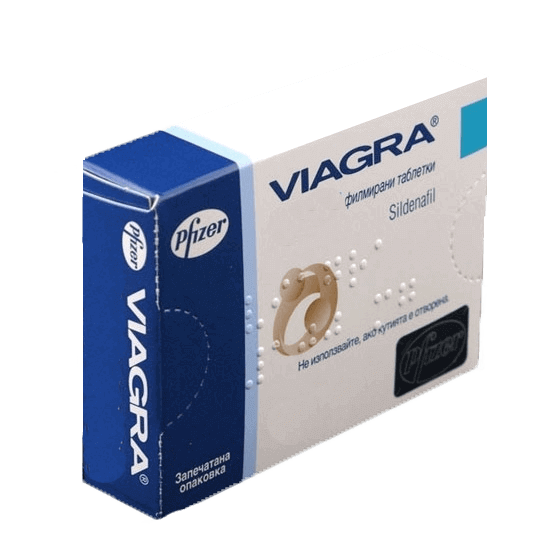 Pfizer
VIAGRA®
Pfizer
Запечатана
опаковка
VIAGRA®
филмирани таблетки
Sildenafil
Не използвайте, ако кутията е отворена.
Pfizer